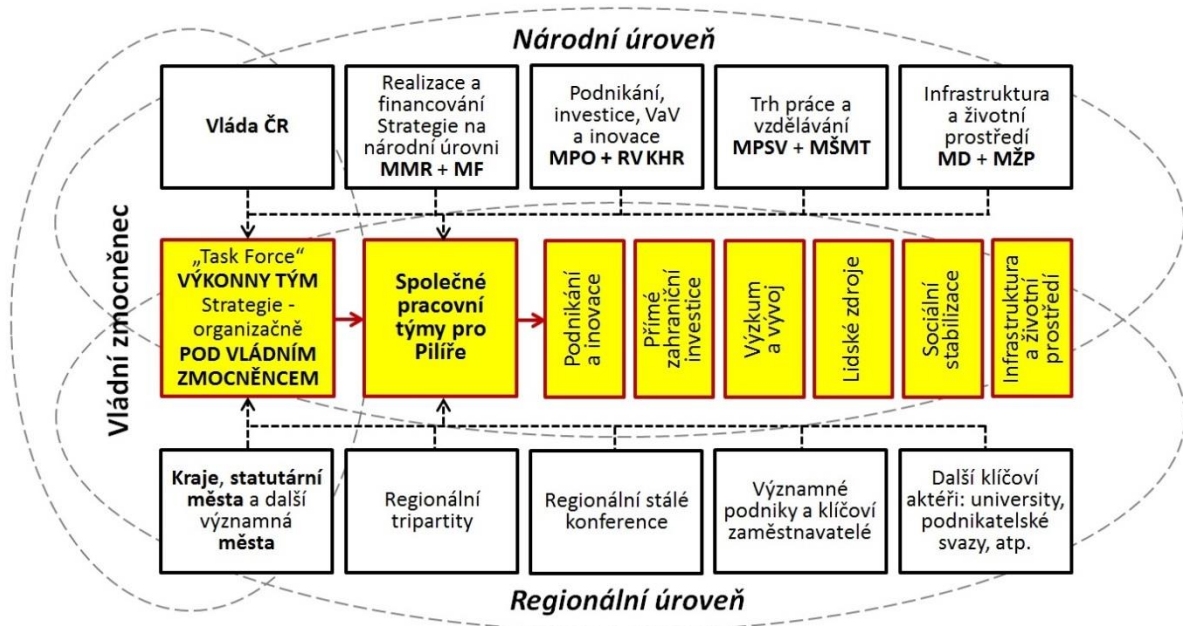 Národní úroveň
Vláda ČR
Realizace a
financování
Strategie na
národní úrovni
MMR + MF
Podnikání,
investice, VaV
a inovace
MPO + RV KHR
Trh práce a
vzdělávání
MPSV + MŠMT
Infrastruktura
a životní
prostředí
MD + MŽP
Vládní zmocněnec
„Task Force“
VÝKONNY TÝM
Strategie -
organizačně
POD VLÁDNÍM
ZMOCNĚNCEM
Společné
pracovní
týmy pro
Pilíře
Podnikání
a inovace
Přímé
zahraniční
investice
Výzkum
a vývoj
Lidské zdroje
Sociální
stabilizace
Infrastruktura
a životní
prostředí
Kraje, statutární
města a další
významná
města
Regionální
tripartity
Regionální stálé
konference
Významné
podniky a klíčoví
zaměstnavatelé
Další klíčoví
aktéři: university,
podnikatelské
svazy, atp.
Regionální úroveň